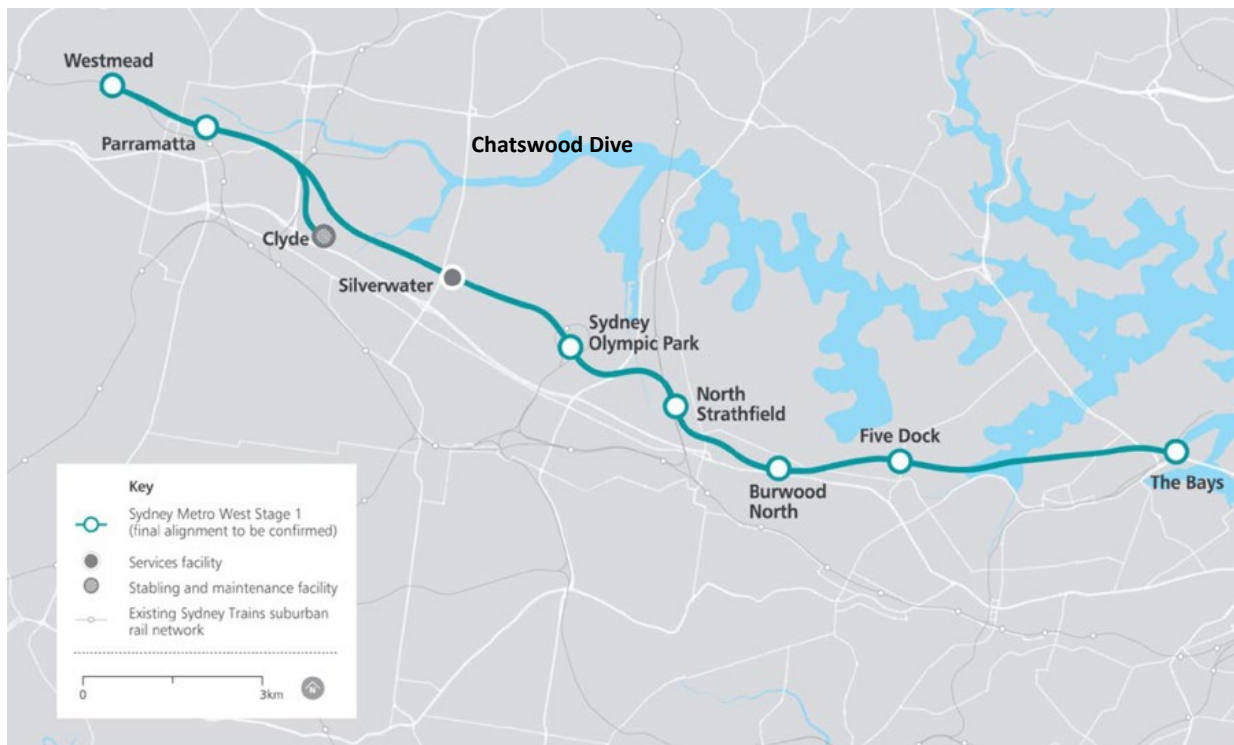 Westmead
Parramatta
Chatswood Dive
Clyde
Silverwater
Sydney
Olympic Park
North
Strathfield
Five Dock
Burwood
North
The Bays
Key
Sydney Metro West Stage 1
(final alignment to be confirmed)
Services facility
Stabling and maintenance facility
Existing Sydney Trains suburban
rail network
0
3km
N